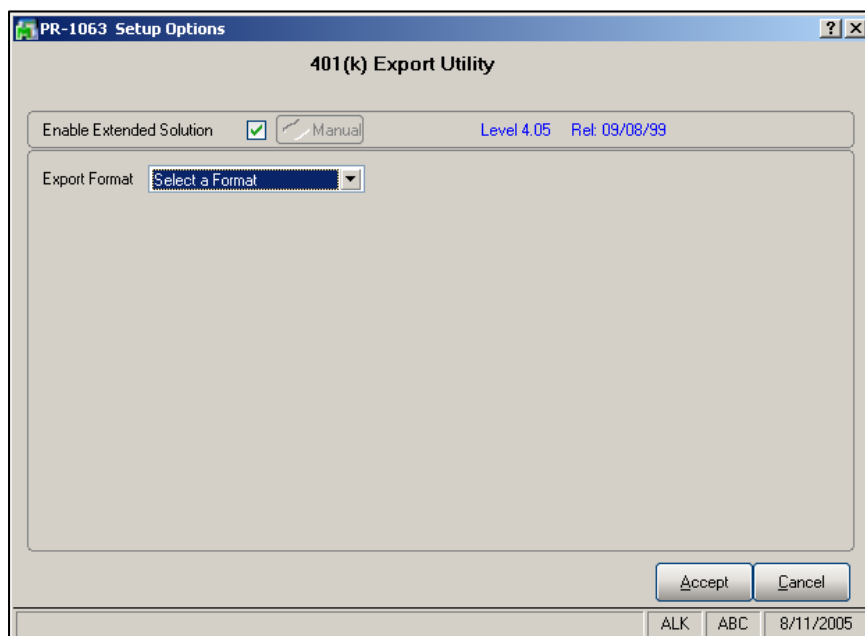 PR-1063 Setup Options
401(k) Export Utility
Enable Extended Solution Manual Level 4.05 Rel: 09/08/99
Export Format Select a Format
Accept Cancel
ALK ABC 8/11/2005